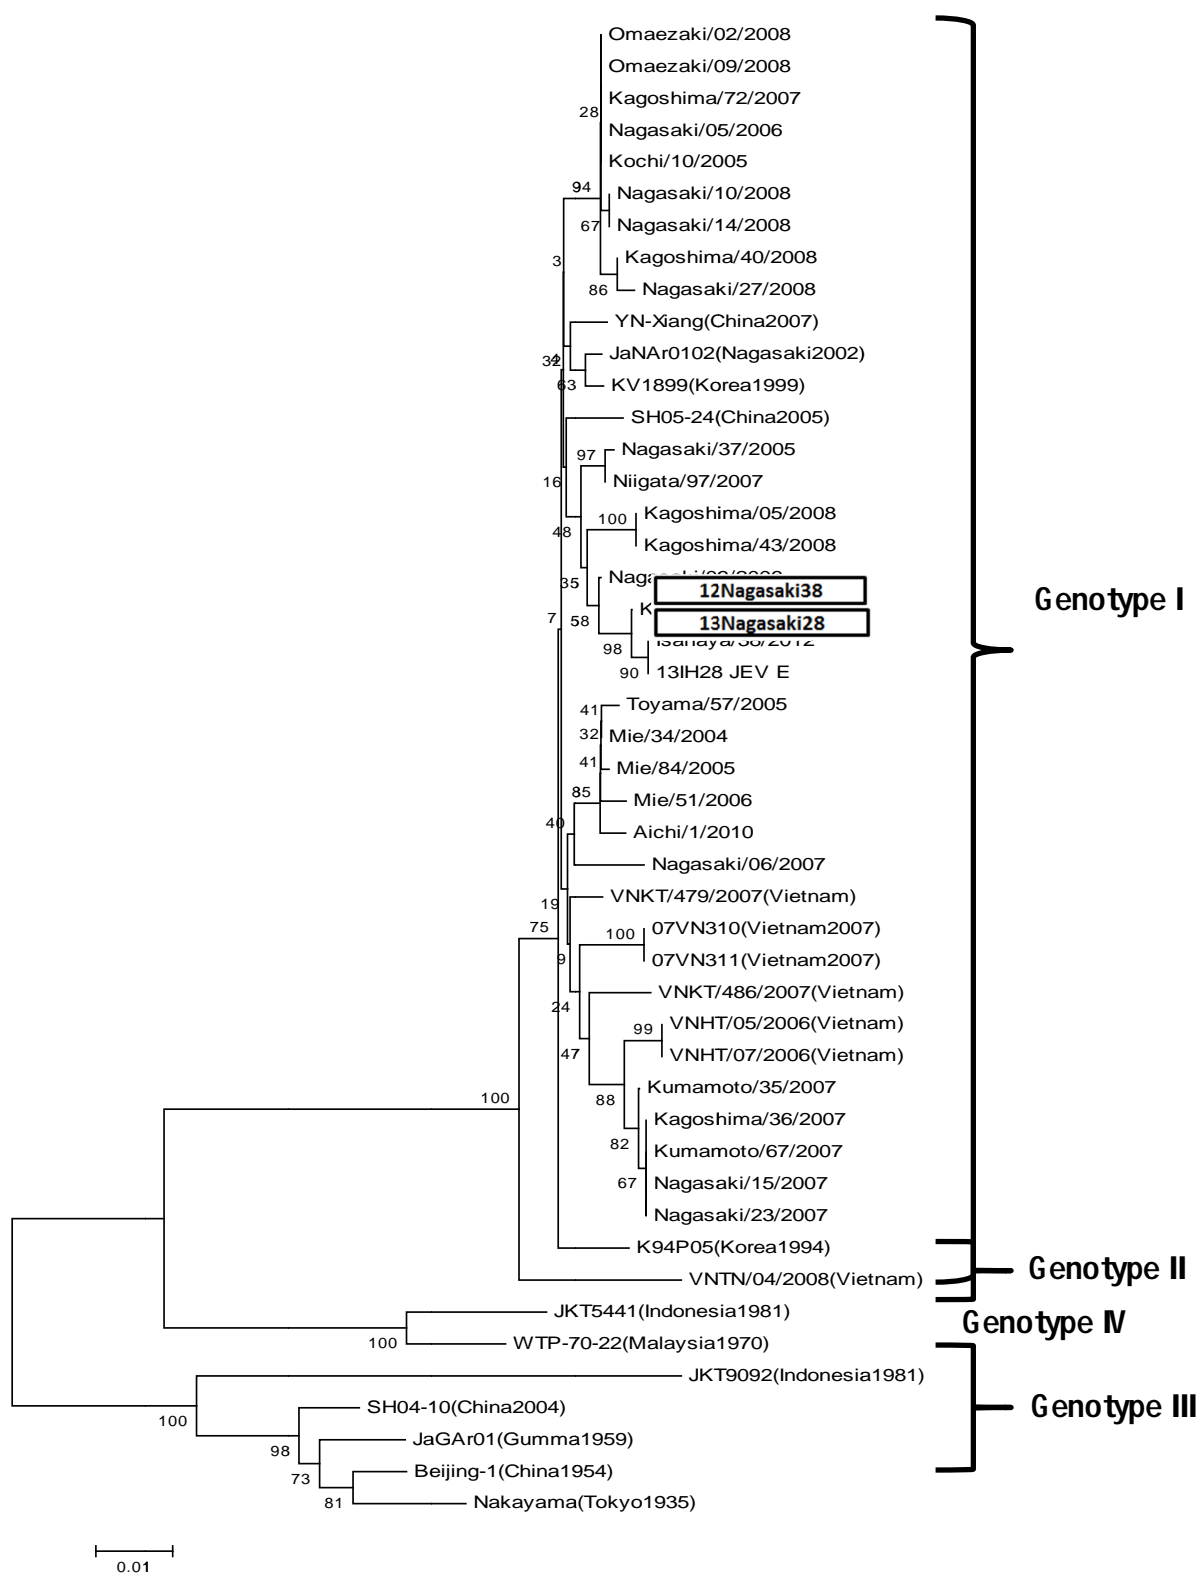 Omaezaki/02/2008
Omaezaki/09/2008
Kagoshima/72/2007
28
Nagasaki/05/2006
Kochi/10/2005
94
Nagasaki/10/2008
67
Nagasaki/14/2008
3
Kagoshima/40/2008
86
Nagasaki/27/2008
YN-Xiang(China2007)
JaNAr0102(Nagasaki2002)
63
KV1899(Korea1999)
SH05-24(China2005)
97
Nagasaki/37/2005
16
Niigata/97/2007
100
Kagoshima/05/2008
48
Kagoshima/43/2008
35
12Nagasaki38
Genotype I
7
58
13Nagasaki28
98
90
13IH28 JEV E
41
Toyama/57/2005
32
Mie/34/2004
41
Mie/84/2005
85
Mie/51/2006
40
Aichi/1/2010
Nagasaki/06/2007
19
VNKT/479/2007(Vietnam)
75
100
07VN310(Vietnam2007)
9
07VN311(Vietnam2007)
24
VNKT/486/2007(Vietnam)
99
VNHT/05/2006(Vietnam)
47
VNHT/07/2006(Vietnam)
100
88
Kumamoto/35/2007
Kagoshima/36/2007
82
Kumamoto/67/2007
67
Nagasaki/15/2007
Nagasaki/23/2007
K94P05(Korea1994)
Genotype II
VNTN/04/2008(Vietnam)
JKT5441(Indonesia1981)
Genotype IV
100
WTP-70-22(Malaysia1970)
JKT9092(Indonesia1981)
100
SH04-10(China2004)
Genotype III
98
JaGAr01(Gumma1959)
73
Beijing-1(China1954)
81
Nakayama(Tokyo1935)
0.01